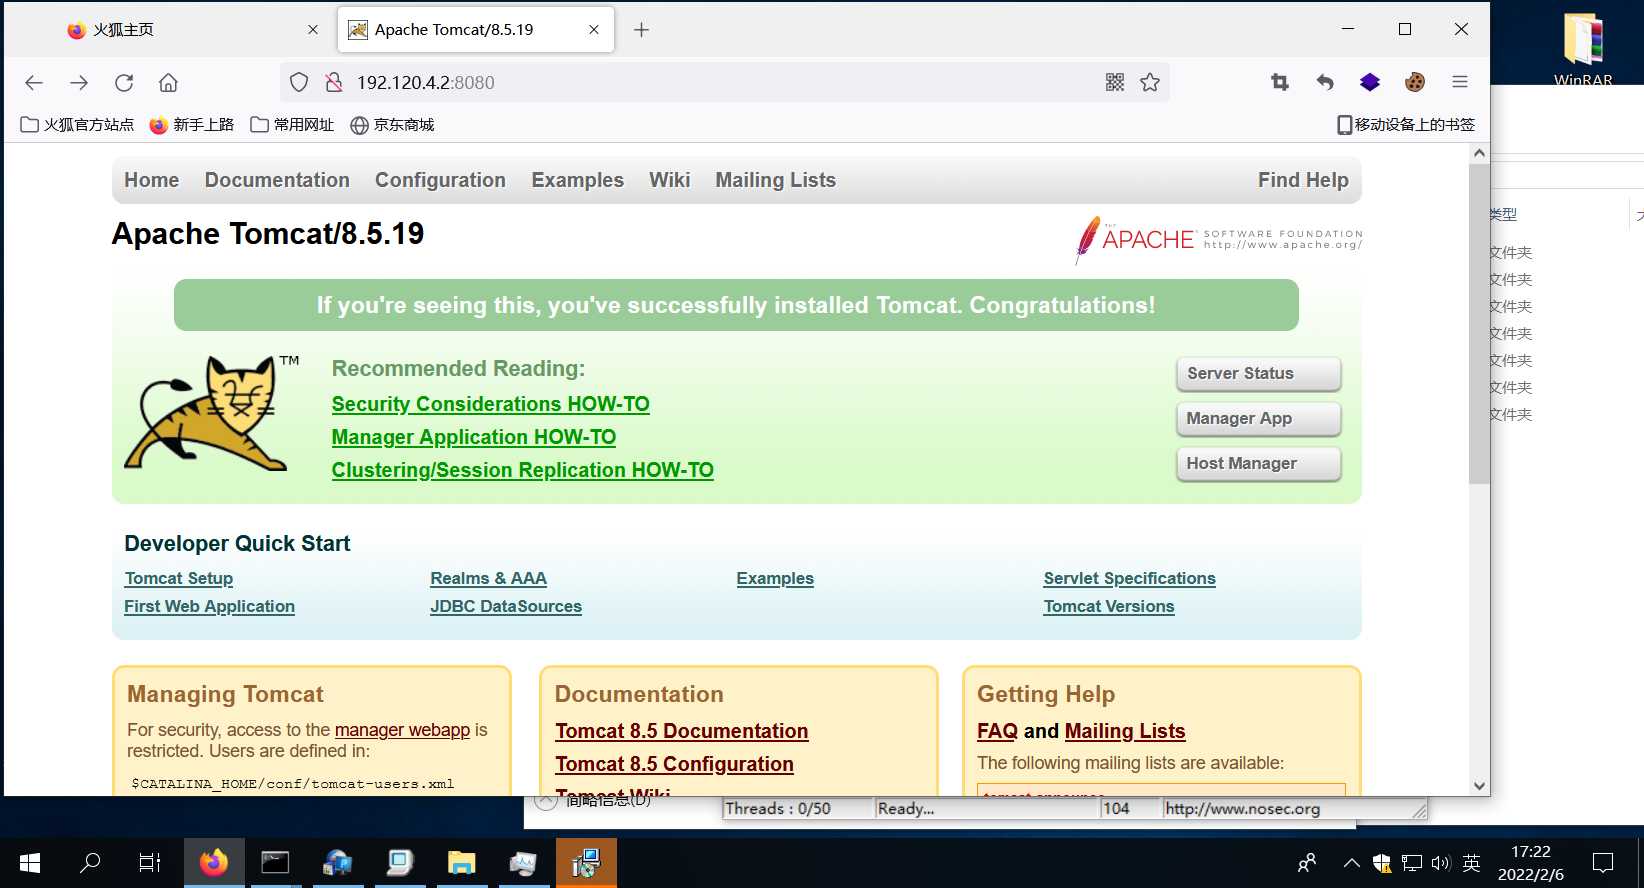 火狐主页
Apache Tomcat/8.5.19
WinRAR
192.120.4.2:8080
火狐官方站点
新手上路
常用网址
京东商城
移动设备上的书签
Home
Documentation
Configuration
Examples
Wiki
Mailing Lists
Find Help
类型
Apache Tomcat/8.5.19
THE
APACHE
SOFTWARE FOUNDATION
http://www.apache.org/
文件夹
文件夹
文件夹
文件夹
文件夹
文件夹
文件夹
If you're seeing this, you've successfully installed Tomcat. Congratulations!
TM
Recommended Reading:
Security Considerations HOW-TO
Manager Application HOW-TO
Clustering/Session Replication HOW-TO
Server Status
Manager App
Host Manager
Developer Quick Start
Tomcat Setup
Realms & AAA
Examples
Servlet Specifications
First Web Application
JDBC DataSources
Tomcat Versions
Managing Tomcat
For security, access to the manager webapp is
restricted. Users are defined in:
$CATALINA_HOME/conf/tomcat-users.xml
Documentation
Tomcat 8.5 Documentation
Tomcat 8.5 Configuration
Tomcat Wiki
Getting Help
FAQ and Mailing Lists
The following mailing lists are available:
tomcat-announce
简略信息(D)
Threads : 0/50
Ready...
104
http://www.nosec.org
英
17:22
2022/2/6